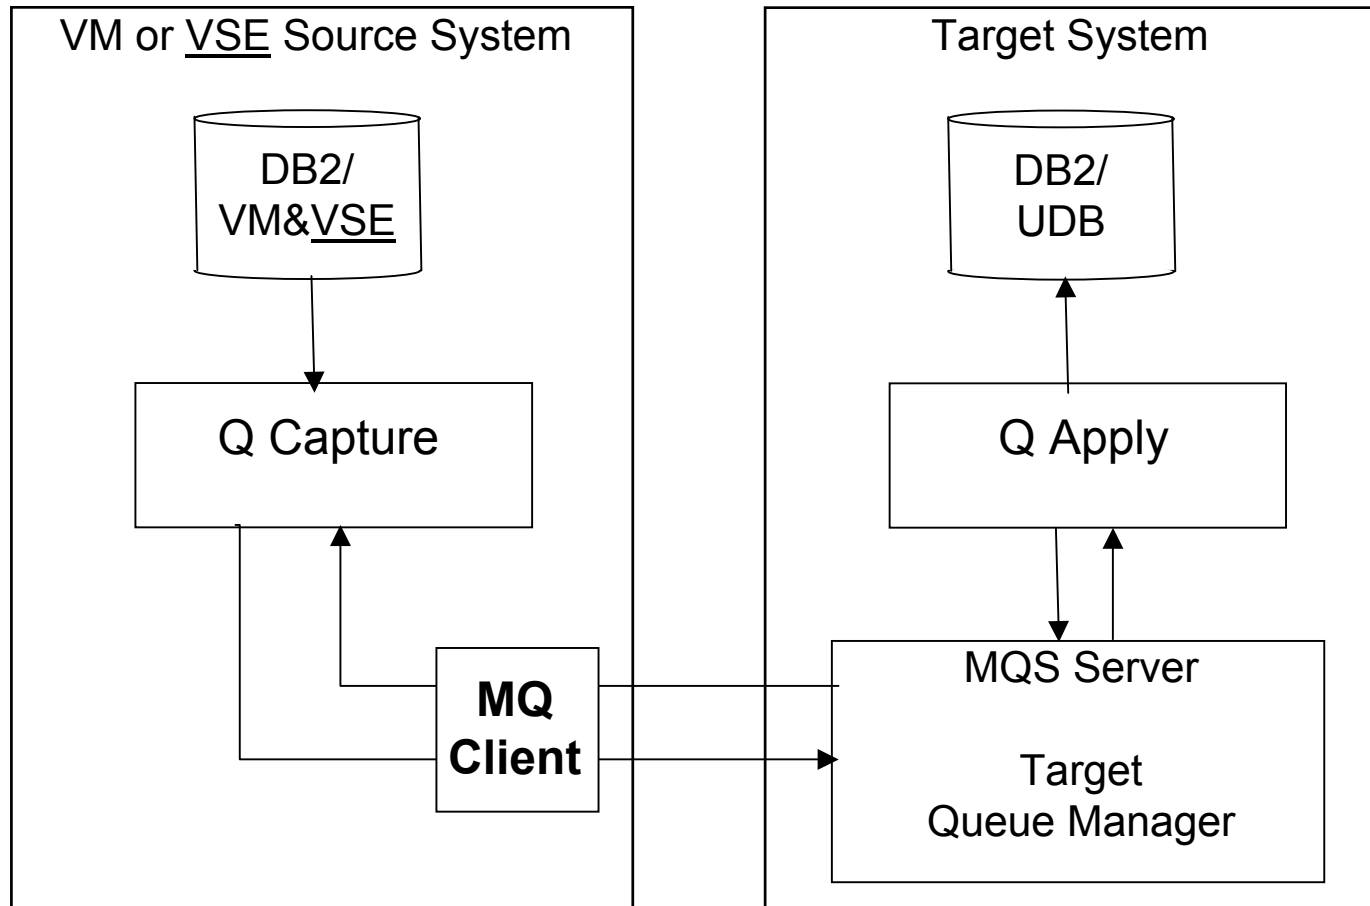 VM or VSE Source System
DB2/
VM&VSE
Q Capture
MQ
Client
Target System
DB2/
UDB
Q Apply
MQS Server
Target
Queue Manager